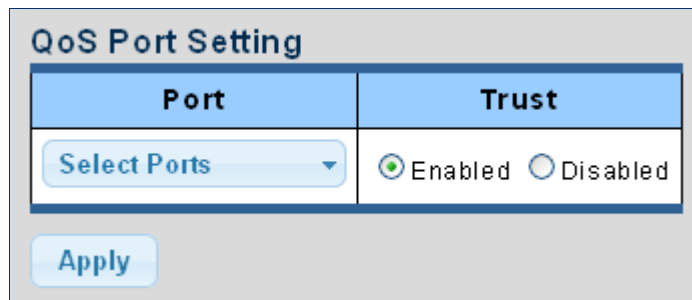 QoS Port Setting
Port Trust
Select Ports Enabled Disabled
Apply